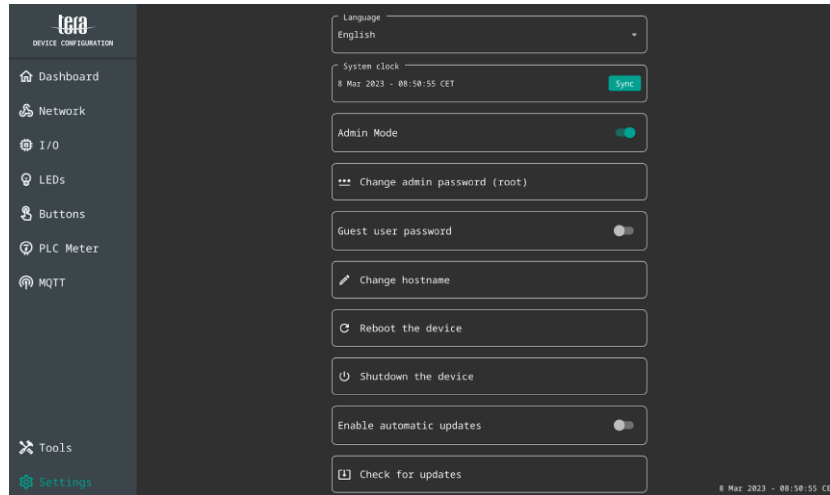 tera
DEVICE CONFIGURATION
Dashboard
Network
I/O
LEDs
Buttons
PLC Meter
MQTT
Tools
Settings
Language
English
System clock
8 Mar 2023 - 08:50:55 CET
Sync
Admin Mode
Change admin password (root)
Guest user password
Change hostname
Reboot the device
Shutdown the device
Enable automatic updates
Check for updates
8 Mar 2023 - 08:50:55 CE